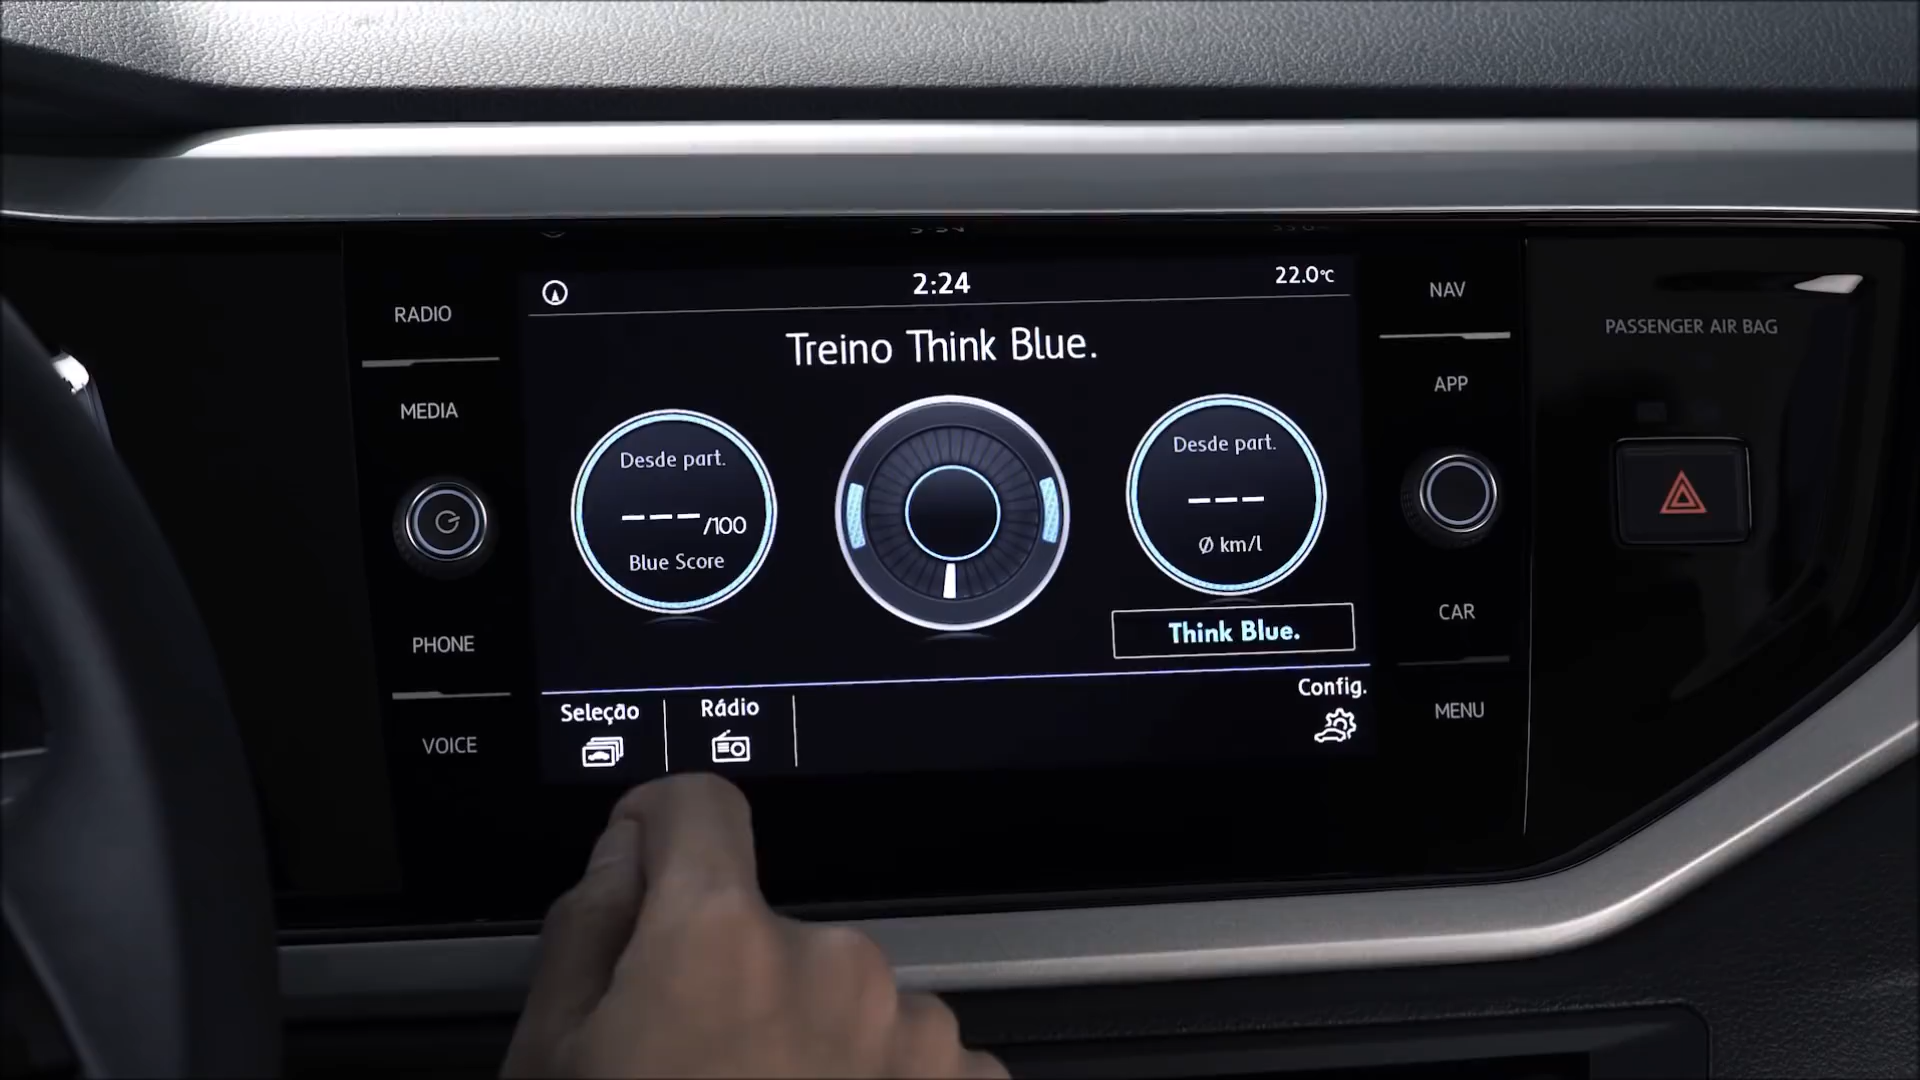 2:24
22.0°C
Treino Think Blue.
Desde part.
---/100
Blue Score
Desde part.
---
Ø km/l
Think Blue.
Seleção
Rádio
Config.
RADIO
MEDIA
PHONE
VOICE
NAV
APP
CAR
MENU
PASSENGER AIR BAG